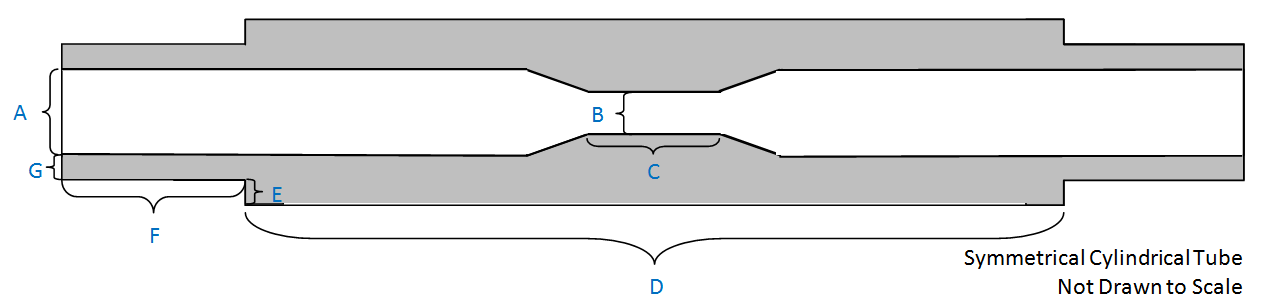 A
B
G
C
E
F
D
Symmetrical Cylindrical Tube
Not Drawn to Scale